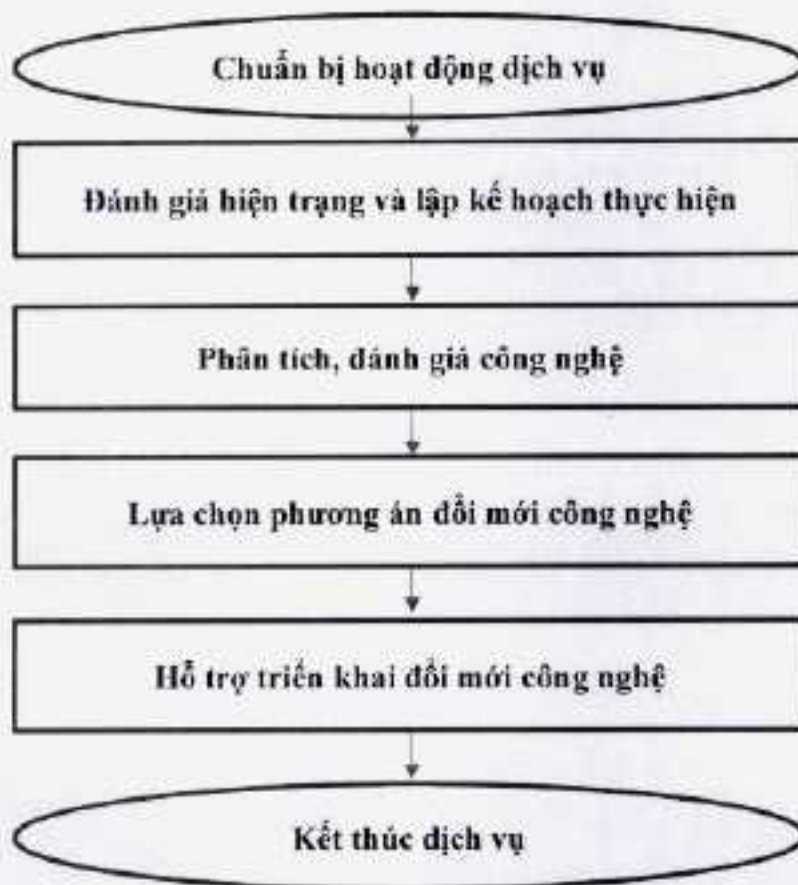 Chuẩn bị hoạt động dịch vụ
Đánh giá hiện trạng và lập kế hoạch thực hiện
Phân tích, đánh giá công nghệ
Lựa chọn phương án đổi mới công nghệ
Hỗ trợ triển khai đổi mới công nghệ
Kết thúc dịch vụ